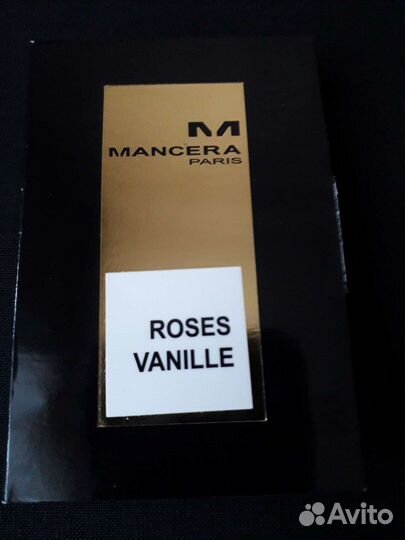 M
MANCERA
PARIS
ROSES
VANILLE
Avito